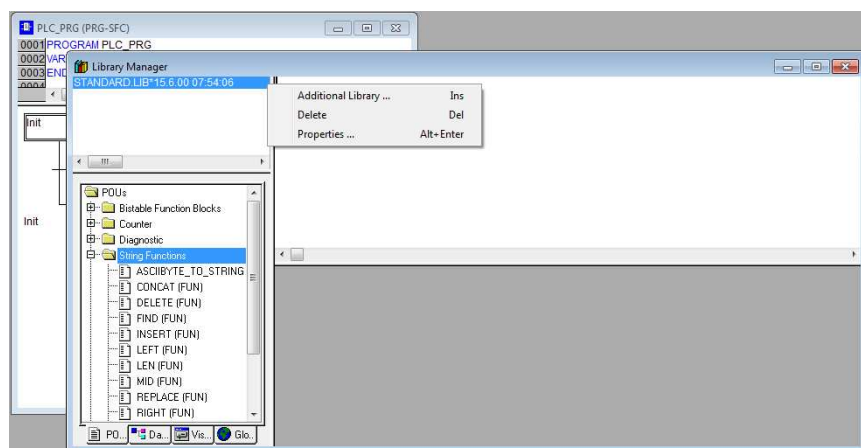 PLC_PRG (PRG-SFC)
0001 PROGRAM PLC_PRG
0002 VAR
0003 END
0004
Init
Init
Library Manager
STANDARD.LIB*15.6.00 07:54:06
Additional Library ... Ins
Delete Del
Properties ... Alt+Enter
POUs
Bistable Function Blocks
Counter
Diagnostic
String Functions
ASCIIBYTE_TO_STRING
CONCAT (FUN)
DELETE (FUN)
FIND (FUN)
INSERT (FUN)
LEFT (FUN)
LEN (FUN)
MID (FUN)
REPLACE (FUN)
RIGHT (FUN)
PO... Da... Vis... Glo..